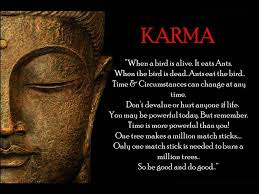 KARMA
"When a bird is alive. It eats Ants.
When the bird is dead..Ants eat the bird..
Time & Circumstances can change at any
time.
Don't devalue or hurt anyone if life.
You may be powerful today. But remember.
Time is more powerful than you!
One tree makes a million match sticks...
Only one match stick is needed to burn a
million trees..
So be good and do good.."